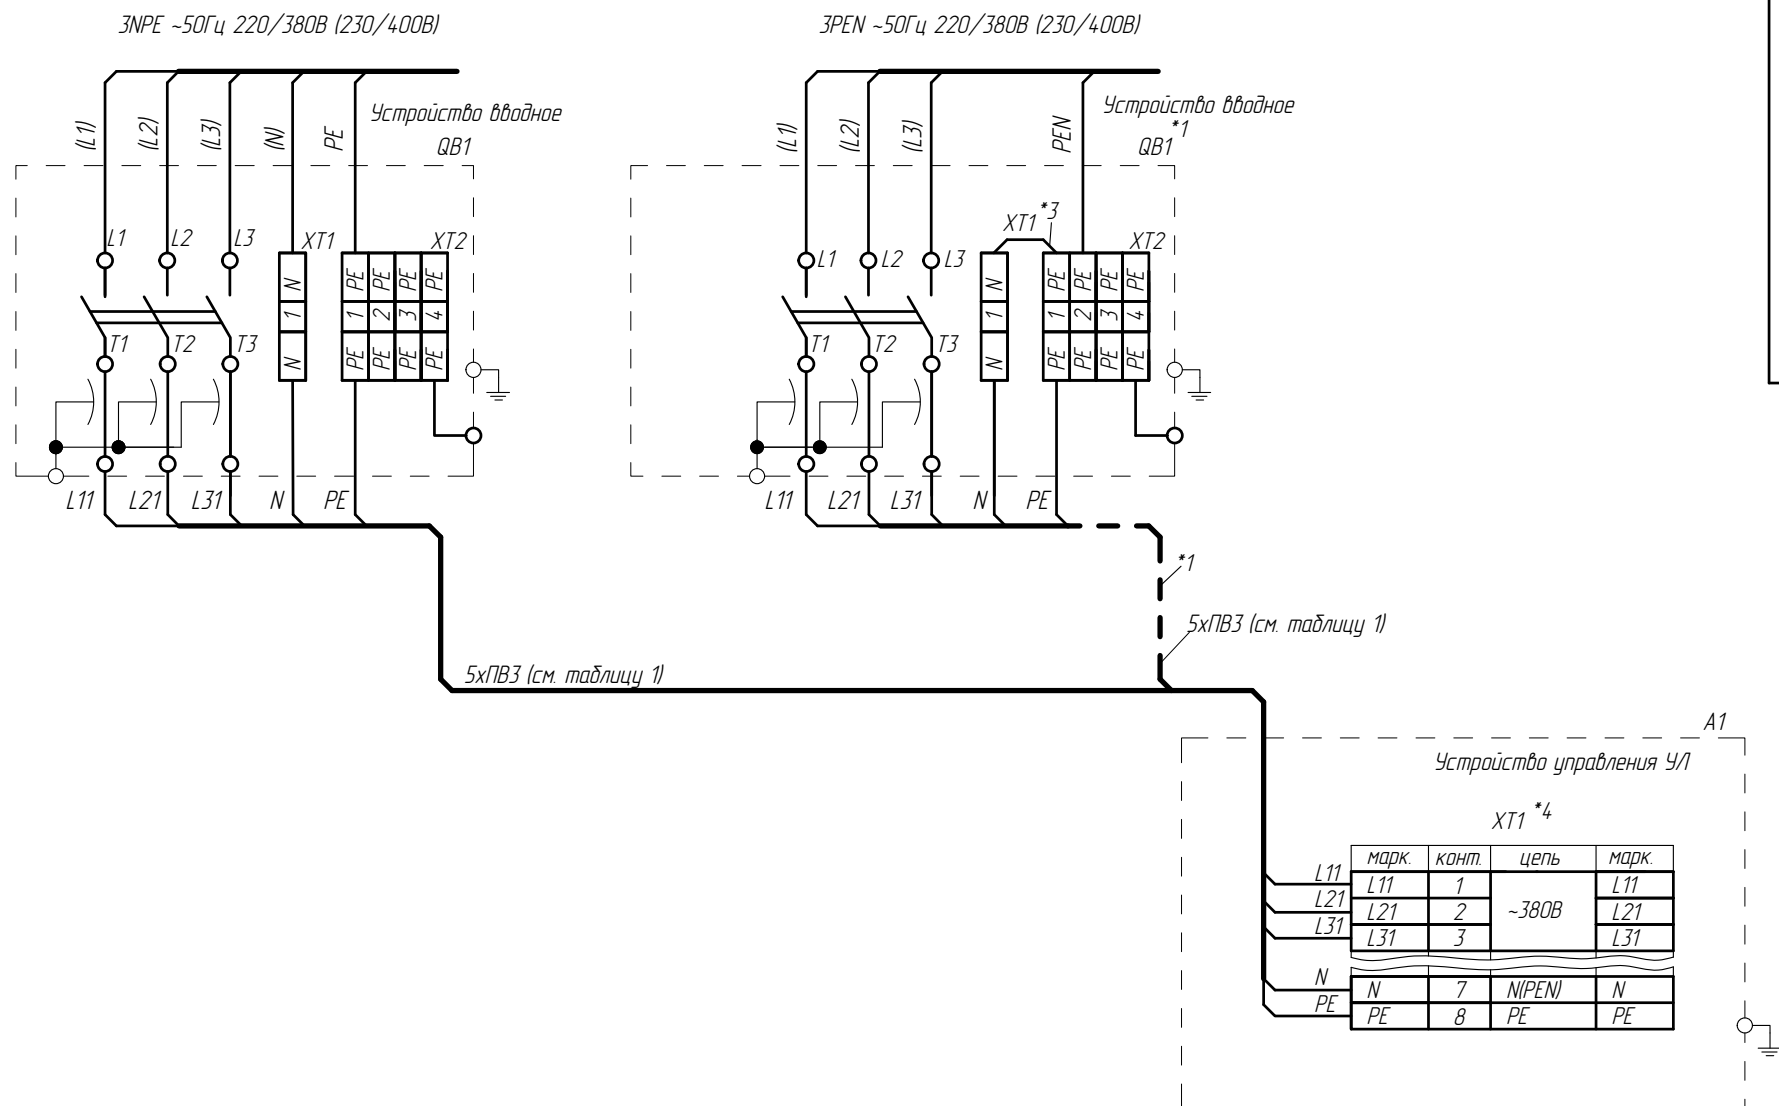 3NPE ~50Гц 220/380В (230/400В)
3PEN ~50Гц 220/380В (230/400В)
(L1)
(L2)
(L3)
(N)
PE
Устройство вводное
QB1
(L1)
(L2)
(L3)
PEN
Устройство вводное
QB1 *1
L1
L2
L3
XT1
XT2
N 1 N
PE 1 PE
PE 2 PE
PE 3 PE
PE 4 PE
T1
T2
T3
L11
L21
L31
N
PE
L1
L2
L3
XT1 *3
XT2
N 1 N
PE 1 PE
PE 2 PE
PE 3 PE
PE 4 PE
T1
T2
T3
L11
L21
L31
N
PE
*1
5хПВ3 (см. таблицу 1)
5хПВ3 (см. таблицу 1)
A1
Устройство управления УЛ
XT1 *4
марк. конт. цепь марк.
L11 L11 1 L11
L21 L21 2 ~380В L21
L31 L31 3 L31
N N 7 N(PEN) N
PE PE 8 PE PE